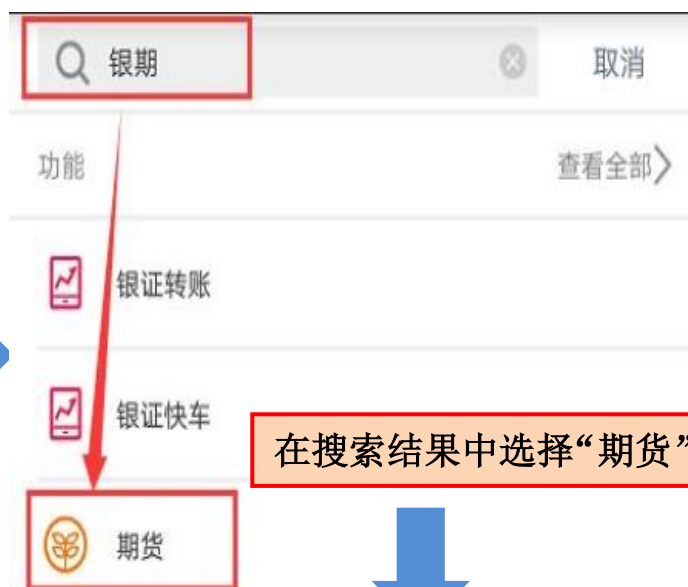 银期
取消
功能
查看全部
银证转账
银证快车
在搜索结果中选择“期货”
期货